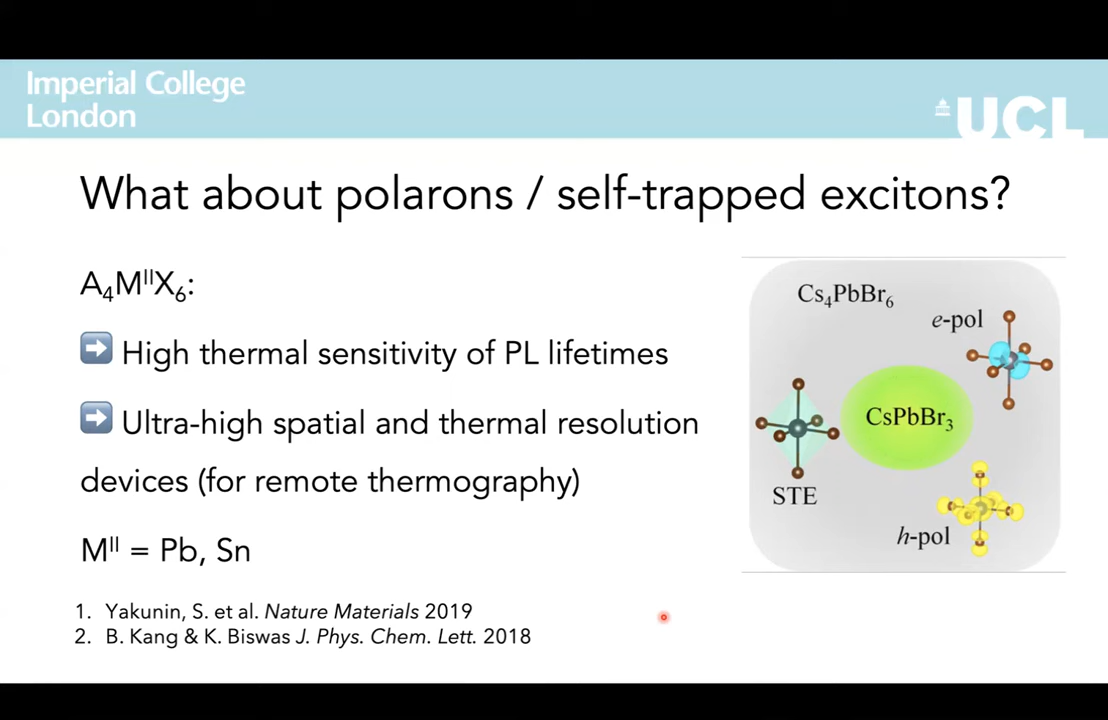 Imperial College
London
UCL
What about polarons / self-trapped excitons?
A₄MᴵᴵX₆:
➡ High thermal sensitivity of PL lifetimes
➡ Ultra-high spatial and thermal resolution
devices (for remote thermography)
Mᴵᴵ = Pb, Sn
1. Yakunin, S. et al. Nature Materials 2019
2. B. Kang & K. Biswas J. Phys. Chem. Lett. 2018
Cs₄PbBr₆
e-pol
CsPbBr₃
STE
h-pol